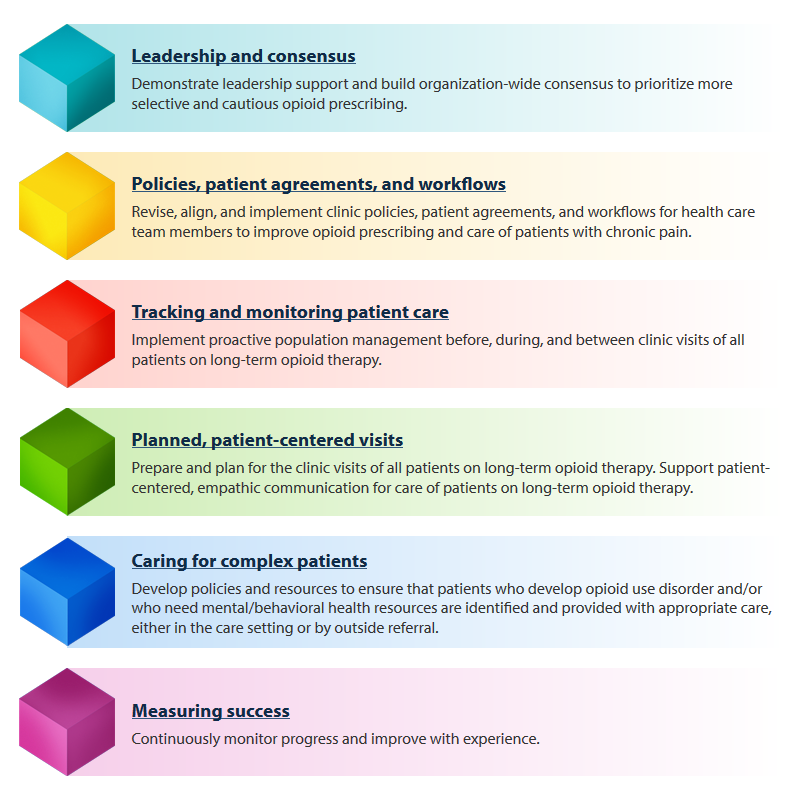 Leadership and consensus
Demonstrate leadership support and build organization-wide consensus to prioritize more
selective and cautious opioid prescribing.
Policies, patient agreements, and workflows
Revise, align, and implement clinic policies, patient agreements, and workflows for health care
team members to improve opioid prescribing and care of patients with chronic pain.
Tracking and monitoring patient care
Implement proactive population management before, during, and between clinic visits of all
patients on long-term opioid therapy.
Planned, patient-centered visits
Prepare and plan for the clinic visits of all patients on long-term opioid therapy. Support patient-
centered, empathic communication for care of patients on long-term opioid therapy.
Caring for complex patients
Develop policies and resources to ensure that patients who develop opioid use disorder and/or
who need mental/behavioral health resources are identified and provided with appropriate care,
either in the care setting or by outside referral.
Measuring success
Continuously monitor progress and improve with experience.